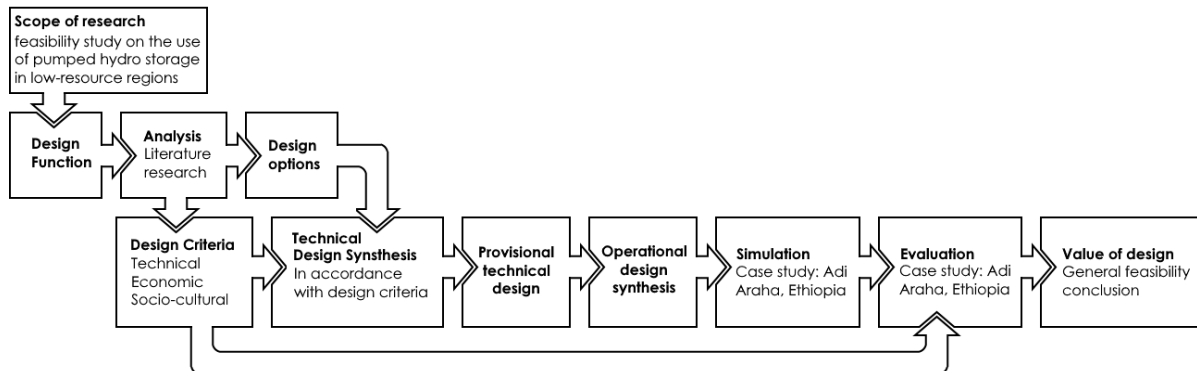 Scope of research
feasibility study on the use
of pumped hydro storage
in low-resource regions
Design
Function
Analysis
Literature
research
Design
options
Design Criteria
Technical
Economic
Socio-cultural
Technical
Design Synsthesis
In accordance
with design criteria
Provisional
technical
design
Operational
design
synthesis
Simulation
Case study: Adi
Araha, Ethiopia
Evaluation
Case study: Adi
Araha, Ethiopia
Value of design
General feasibility
conclusion